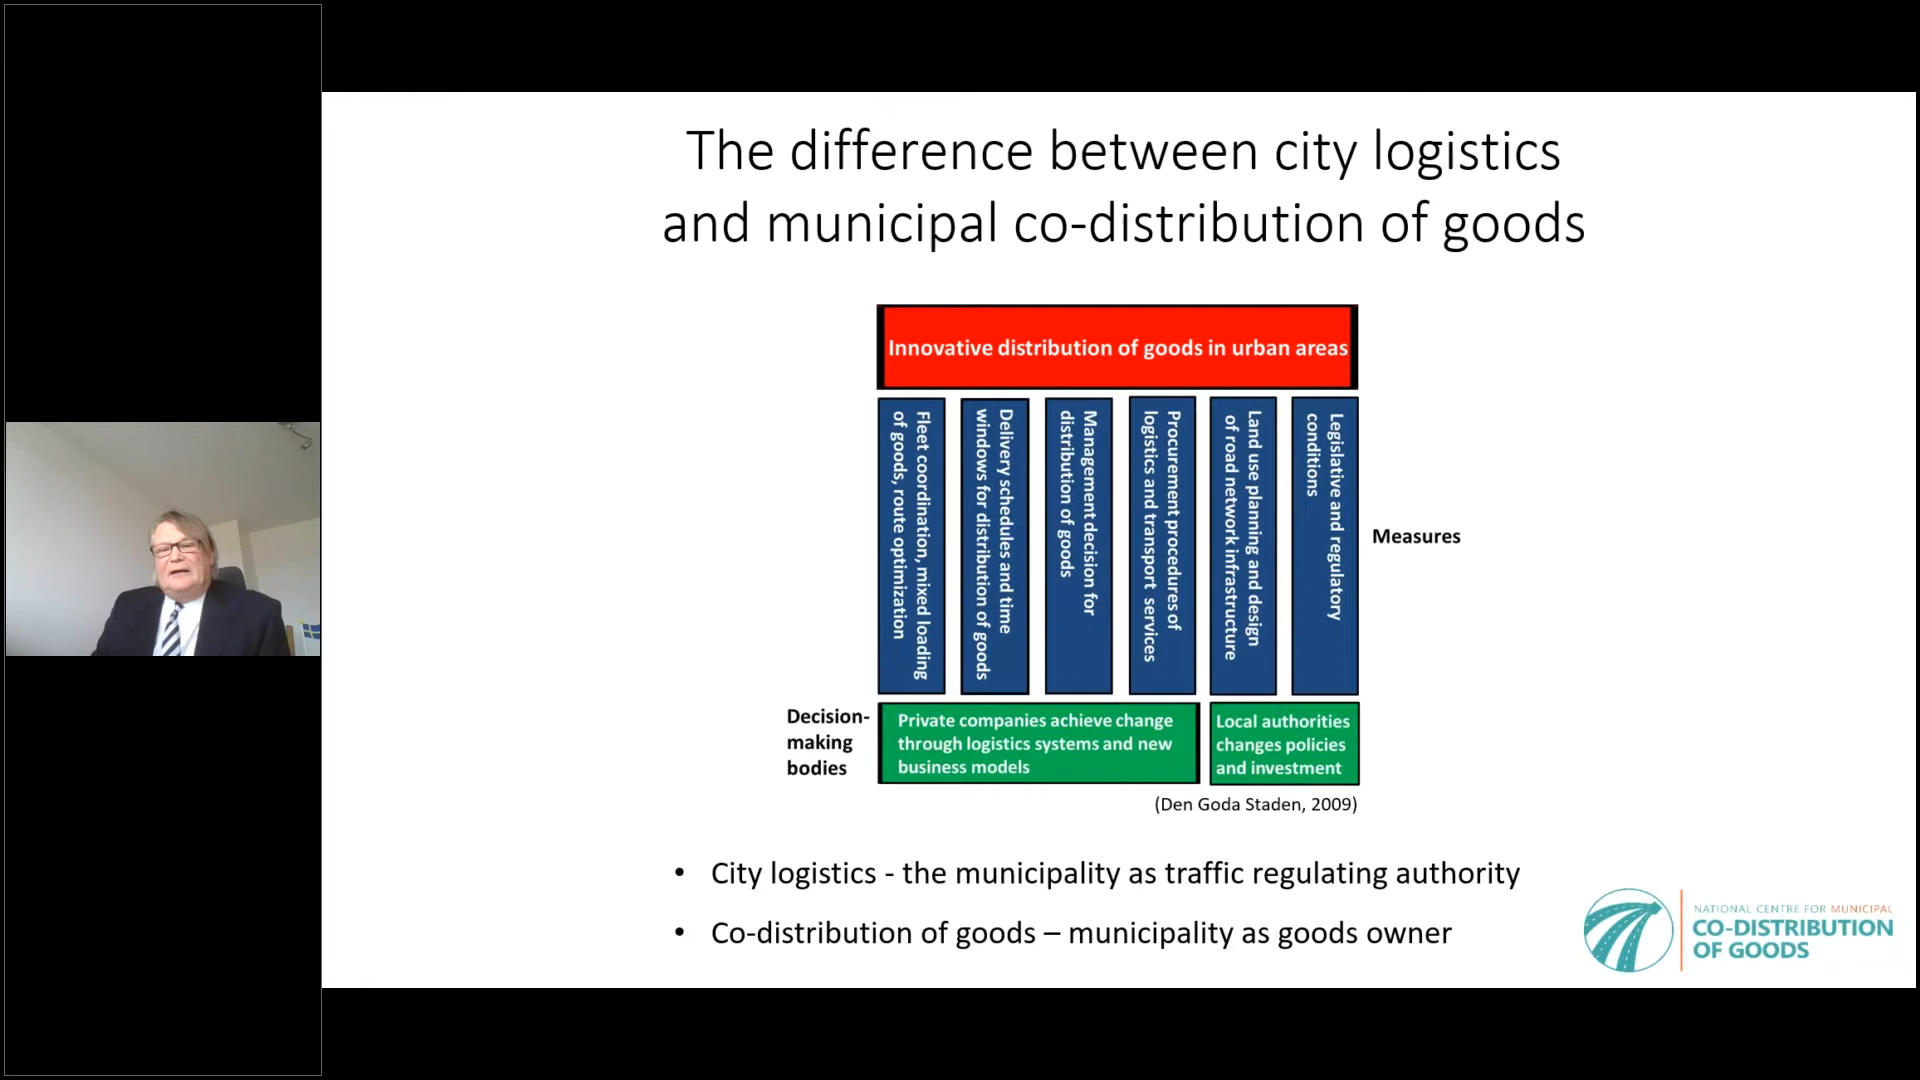 The difference between city logistics
and municipal co-distribution of goods
Innovative distribution of goods in urban areas
Fleet coordination, mixed loading
of goods, route optimization
Delivery schedules and time
windows for distribution of goods
Management decision for
distribution of goods
Procurement procedures of
logistics and transport services
Land use planning and design
of road network infrastructure
Legislative and regulatory
conditions
Measures
Decision-
making
bodies
Private companies achieve change
through logistics systems and new
business models
Local authorities
changes policies
and investment
(Den Goda Staden, 2009)
• City logistics - the municipality as traffic regulating authority
• Co-distribution of goods – municipality as goods owner
NATIONAL CENTRE FOR MUNICIPAL
CO-DISTRIBUTION
OF GOODS